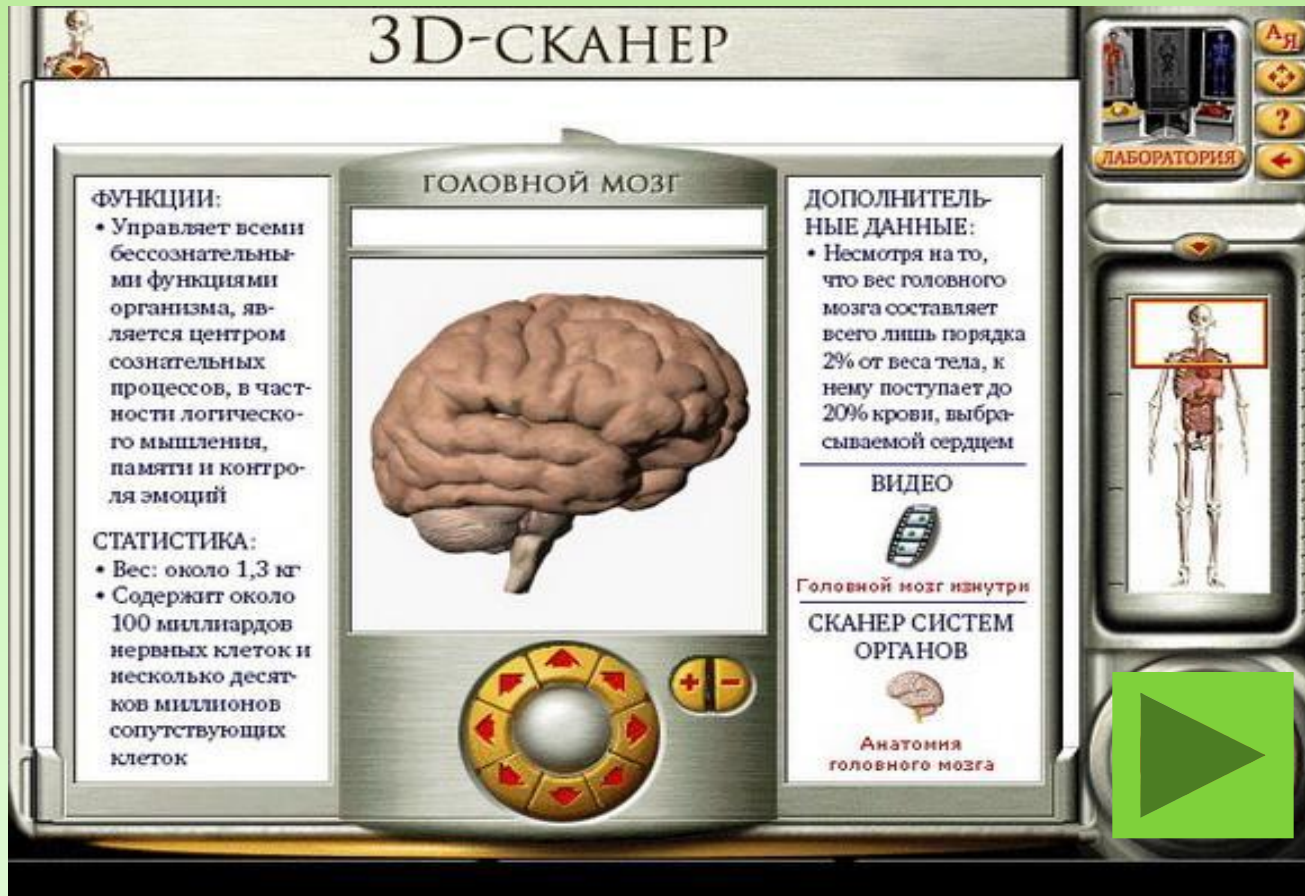 3D-СКАНЕР
АЯ
?
ЛАБОРАТОРИЯ
ГОЛОВНОЙ МОЗГ
ФУНКЦИИ:
• Управляет всеми
бессознательны-
ми функциями
организма, яв-
ляется центром
сознательных
процессов, в част-
ности логическо-
го мышления,
памяти и контро-
ля эмоций
СТАТИСТИКА:
• Вес: около 1,3 кг
• Содержит около
100 миллиардов
нервных клеток и
несколько десят-
ков миллионов
сопутствующих
клеток
+ −
ДОПОЛНИТЕЛЬ-
НЫЕ ДАННЫЕ:
• Несмотря на то,
что вес головного
мозга составляет
всего лишь порядка
2% от веса тела, к
нему поступает до
20% крови, выбра-
сываемой сердцем
ВИДЕО
Головной мозг изнутри
СКАНЕР СИСТЕМ
ОРГАНОВ
Анатомия
головного мозга